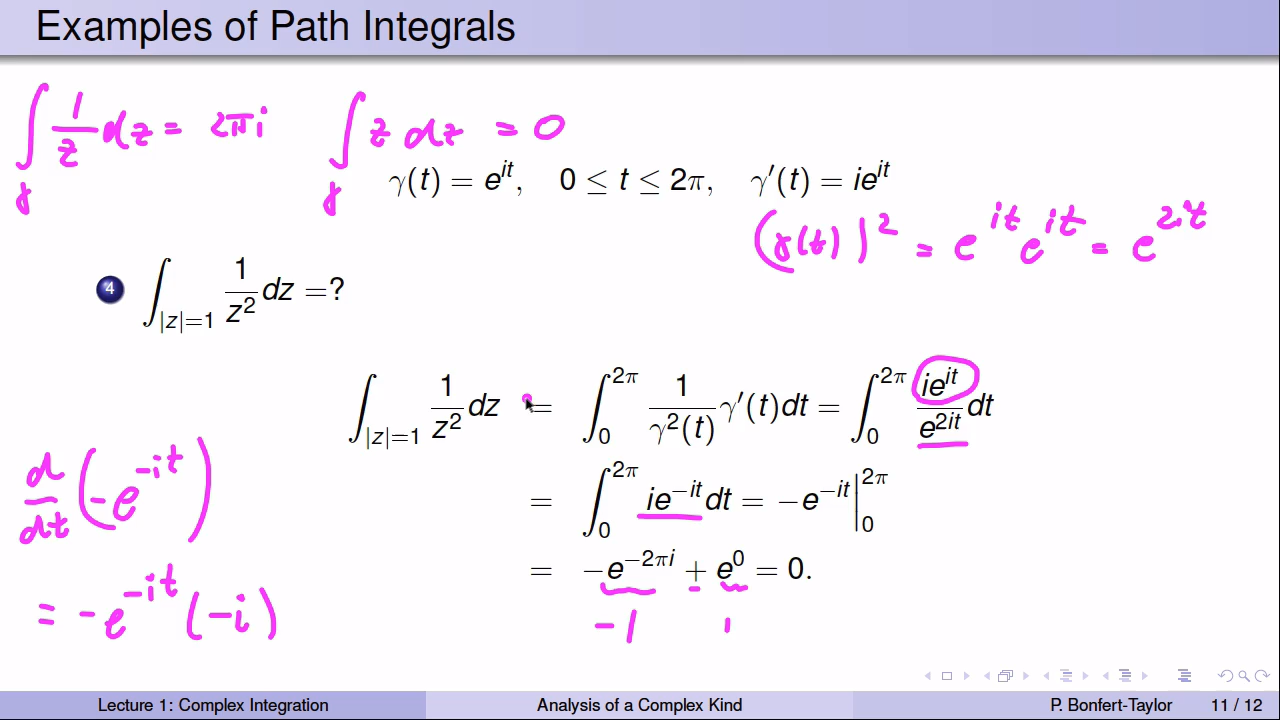 Examples of Path Integrals
∫_γ 1/z dz = 2πi    ∫_γ z dz = 0
γ(t) = e^{it},  0 ≤ t ≤ 2π,  γ′(t) = ie^{it}
(γ(t))^2 = e^{it} e^{it} = e^{2it}
4 ∫_{|z|=1} 1/z^2 dz =?
∫_{|z|=1} 1/z^2 dz = ∫_0^{2π} 1/γ^2(t) γ′(t)dt = ∫_0^{2π} ie^{it}/e^{2it} dt
= ∫_0^{2π} ie^{-it} dt = −e^{-it} |_0^{2π}
= −e^{-2πi} + e^0 = 0.
-1    1
d/dt (-e^{-it})
= -e^{-it} (-i)
Lecture 1: Complex Integration    Analysis of a Complex Kind    P. Bonfert-Taylor    11 / 12